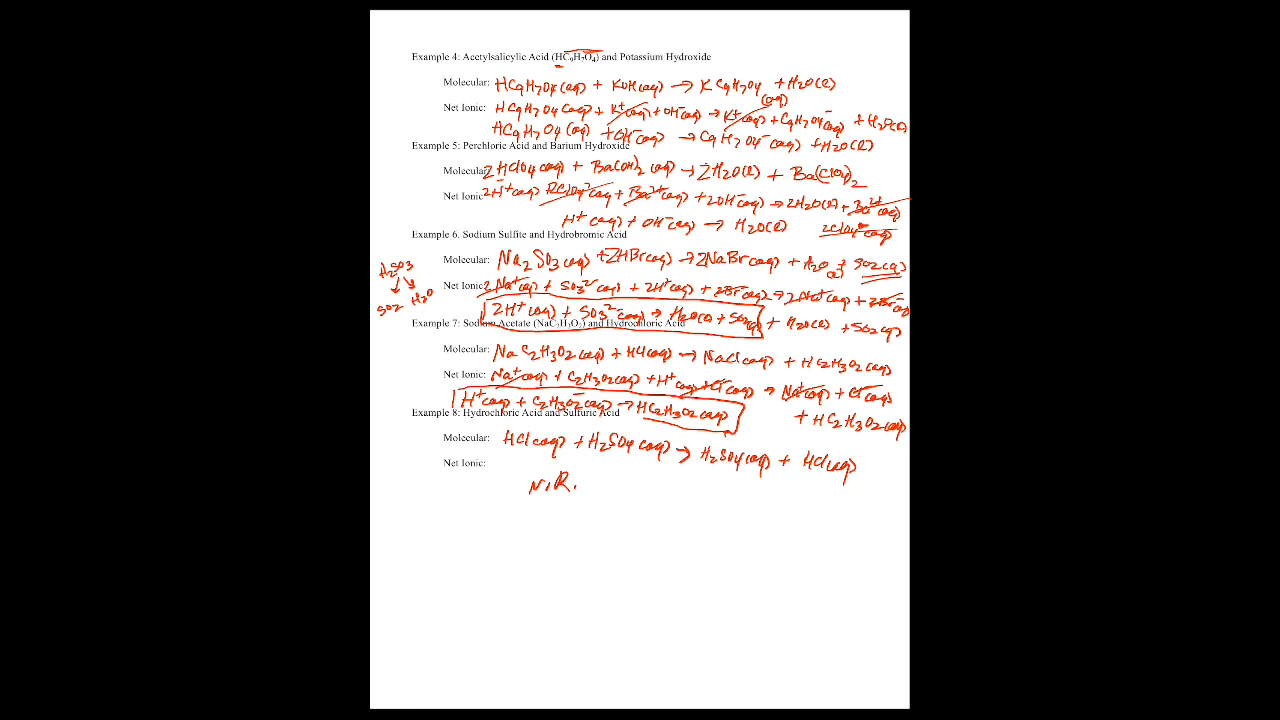 Example 4: Acetylsalicylic Acid (HC₉H₇O₄) and Potassium Hydroxide
Molecular: HC9H7O4(aq) + KOH(aq) → KC9H7O4 + H2O(l)
(aq)
Net Ionic: HC9H7O4(aq) + K+(aq) + OH-(aq) → K+(aq) + C9H7O4-(aq) + H2O(l)
HC9H7O4(aq) + OH-(aq) → C9H7O4-(aq) + H2O(l)
Example 5: Perchloric Acid and Barium Hydroxide
Molecular: 2HClO4(aq) + Ba(OH)2(aq) → 2H2O(l) + Ba(ClO4)2
Net Ionic: 2H+(aq) 2ClO4-(aq) + Ba2+(aq) + 2OH-(aq) → 2H2O(l) + Ba2+(aq)
H+(aq) + OH-(aq) → H2O(l) 2ClO4-(aq)
Example 6. Sodium Sulfite and Hydrobromic Acid
Molecular: Na2SO3(aq) + 2HBr(aq) → 2NaBr(aq) + H2O(l) + SO2(g)
H2SO3
SO2 H2O
Net Ionic: 2Na+(aq) + SO3 2-(aq) + 2H+(aq) + 2Br-(aq) → 2Na+(aq) + 2Br-(aq)
2H+(aq) + SO3 2-(aq) → H2O(l) + SO2(g) + H2O(l) + SO2(g)
Example 7: Sodium Acetate (NaC₂H₃O₂) and Hydrochloric Acid
Molecular: NaC2H3O2(aq) + HCl(aq) → NaCl(aq) + HC2H3O2(aq)
Net Ionic: Na+(aq) + C2H3O2(aq) + H+(aq) + Cl-(aq) → Na+(aq) + Cl-(aq)
H+(aq) + C2H3O2-(aq) → HC2H3O2(aq) + HC2H3O2(aq)
Example 8: Hydrochloric Acid and Sulfuric Acid
Molecular: HCl(aq) + H2SO4(aq) → H2SO4(aq) + HCl(aq)
Net Ionic:
N.R.